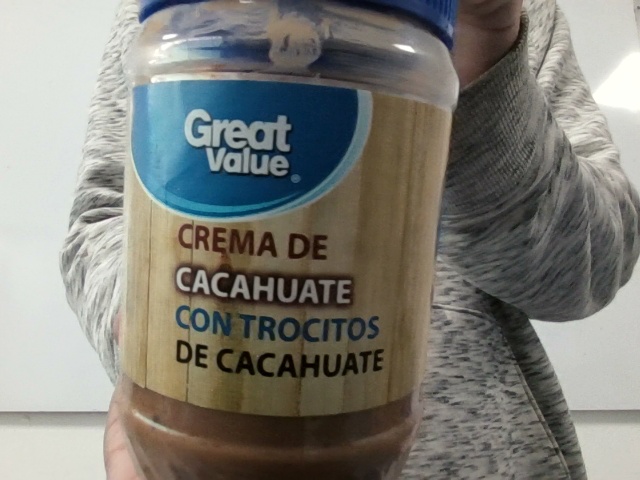 Great
Value®
CREMA DE
CACAHUATE
CON TROCITOS
DE CACAHUATE